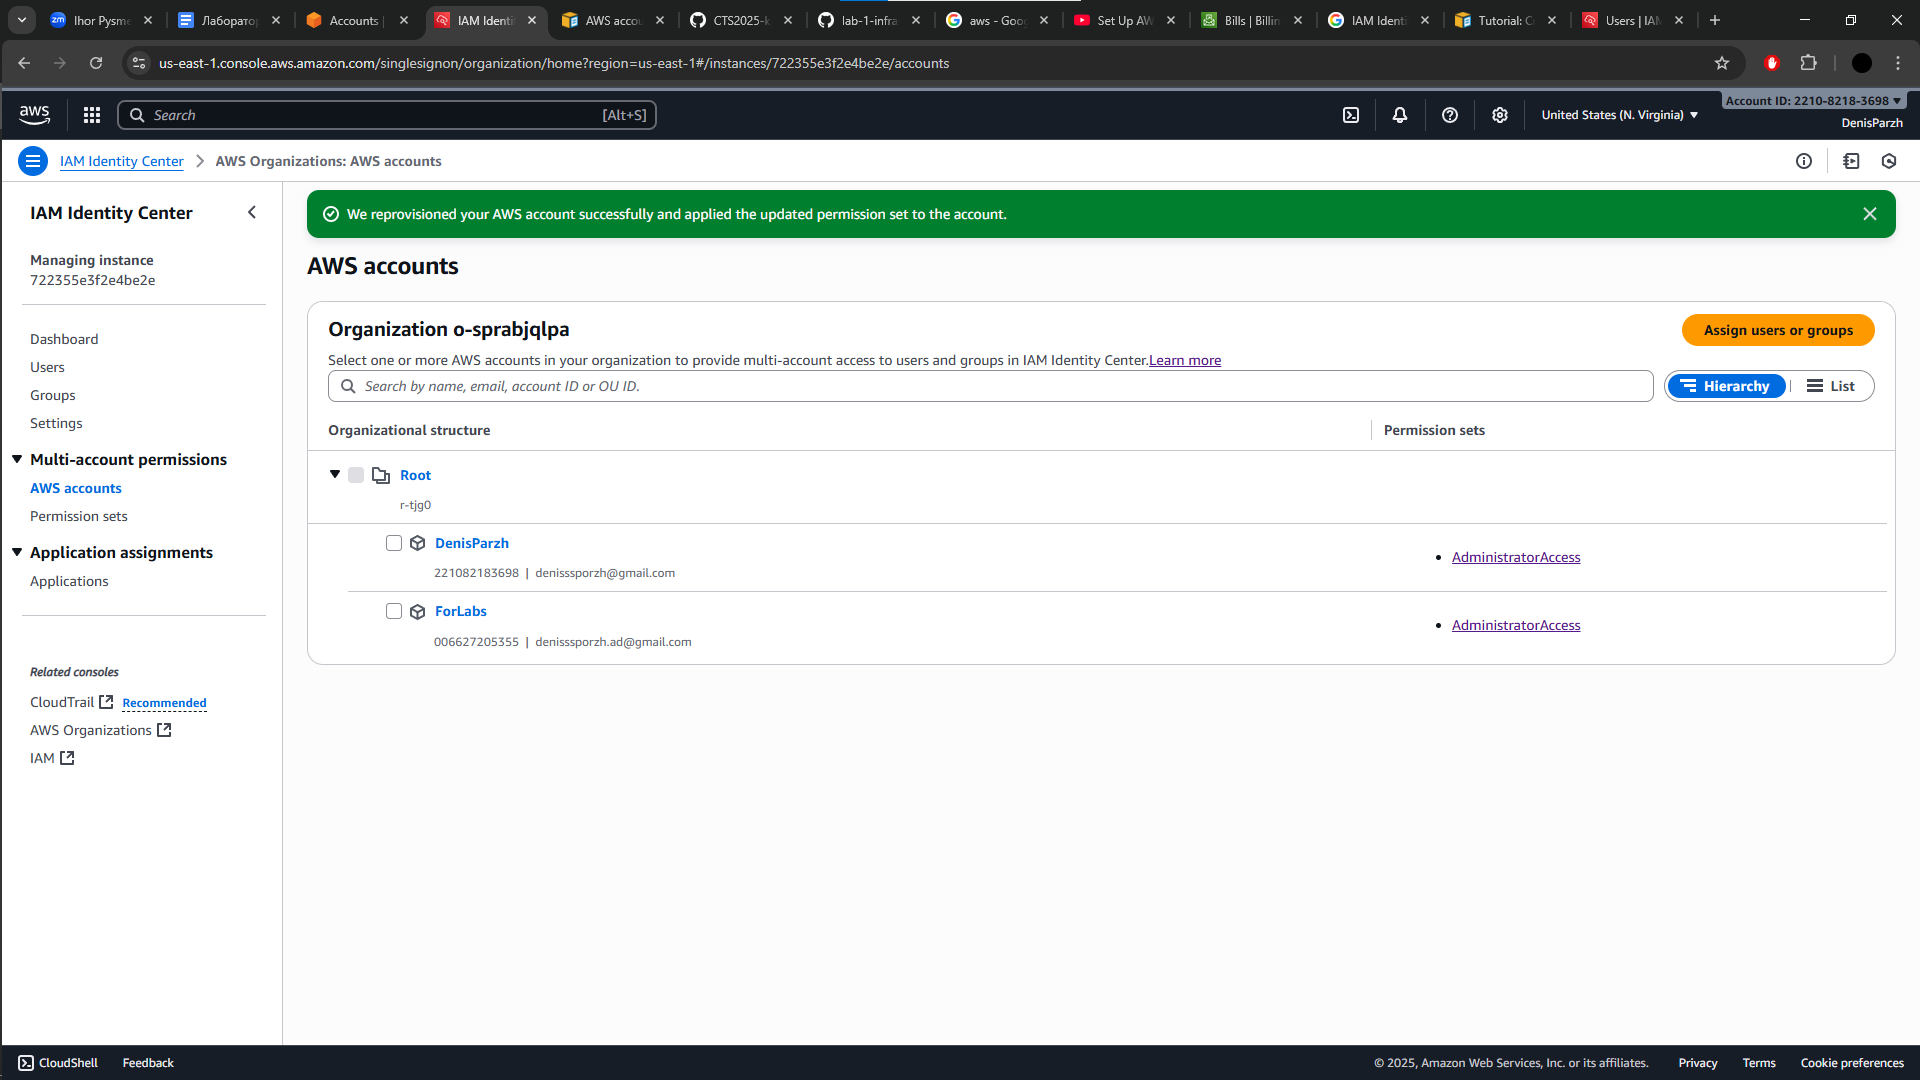 Ihor Pysme
Лаборатор
Accounts |
IAM Identi
AWS accou
CTS2025-k
lab-1-infra
aws - Goo
Set Up AW
Bills | Billin
IAM Identi
Tutorial: C
Users | IAM
us-east-1.console.aws.amazon.com/singlesignon/organization/home?region=us-east-1#/instances/722355e3f2e4be2e/accounts
aws
Search
[Alt+S]
United States (N. Virginia)
Account ID: 2210-8218-3698
DenisParzh
IAM Identity Center
AWS Organizations: AWS accounts
IAM Identity Center
Managing instance
722355e3f2e4be2e
Dashboard
Users
Groups
Settings
Multi-account permissions
AWS accounts
Permission sets
Application assignments
Applications
Related consoles
CloudTrail Recommended
AWS Organizations
IAM
We reprovisioned your AWS account successfully and applied the updated permission set to the account.
AWS accounts
Organization o-sprabjqlpa
Assign users or groups
Select one or more AWS accounts in your organization to provide multi-account access to users and groups in IAM Identity Center.Learn more
Search by name, email, account ID or OU ID.
Hierarchy
List
Organizational structure
Permission sets
Root
r-tjg0
DenisParzh
221082183698 | denisssporzh@gmail.com
AdministratorAccess
ForLabs
006627205355 | denisssporzh.ad@gmail.com
AdministratorAccess
CloudShell
Feedback
© 2025, Amazon Web Services, Inc. or its affiliates.
Privacy
Terms
Cookie preferences